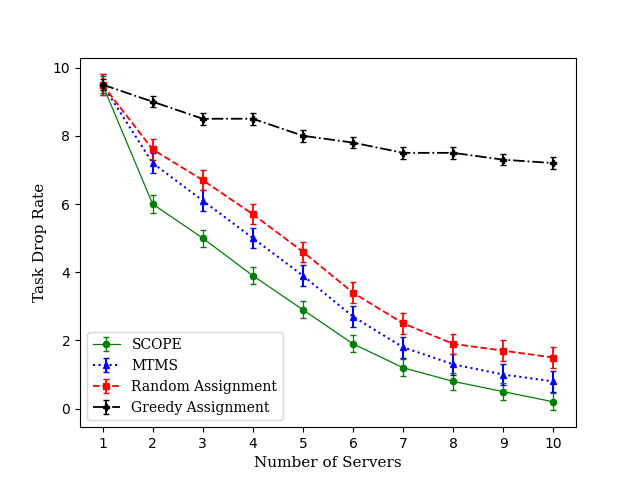 10
8
6
4
2
0
Task Drop Rate
SCOPE
MTMS
Random Assignment
Greedy Assignment
1 2 3 4 5 6 7 8 9 10
Number of Servers